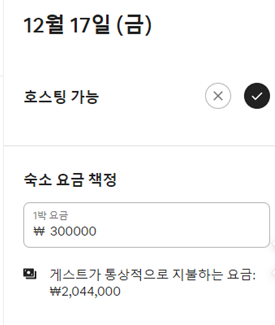 12월 17일 (금)
호스팅 가능
숙소 요금 책정
1박 요금
₩ 300000
게스트가 통상적으로 지불하는 요금:
₩2,044,000